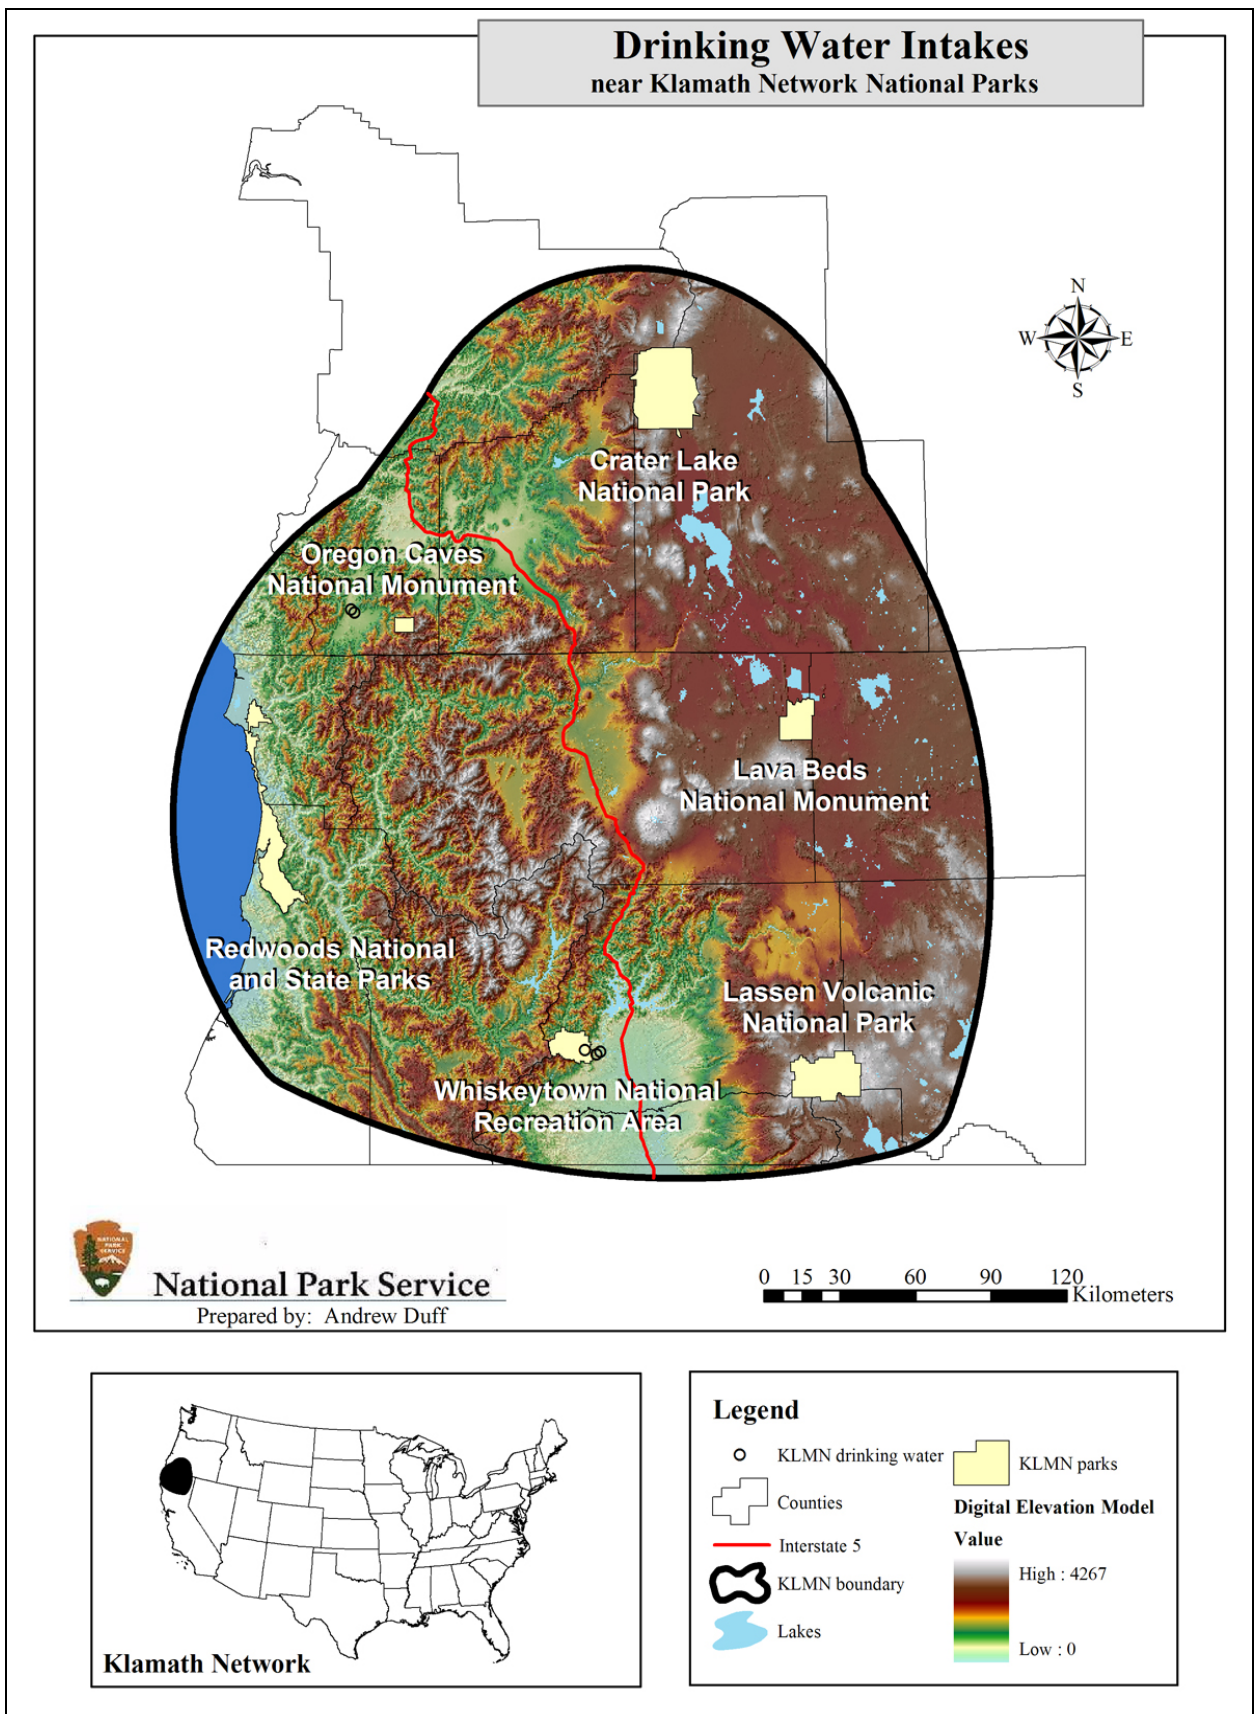 Drinking Water Intakes
near Klamath Network National Parks
N
W
E
S
Crater Lake
National Park
Oregon Caves
National Monument
Lava Beds
National Monument
Redwoods National
and State Parks
Lassen Volcanic
National Park
Whiskeytown National
Recreation Area
NATIONAL
PARK
SERVICE
National Park Service
Prepared by: Andrew Duff
0 15 30 60 90 120
Kilometers
Klamath Network
Legend
KLMN drinking water
Counties
Interstate 5
KLMN boundary
Lakes
KLMN parks
Digital Elevation Model
Value
High : 4267
Low : 0